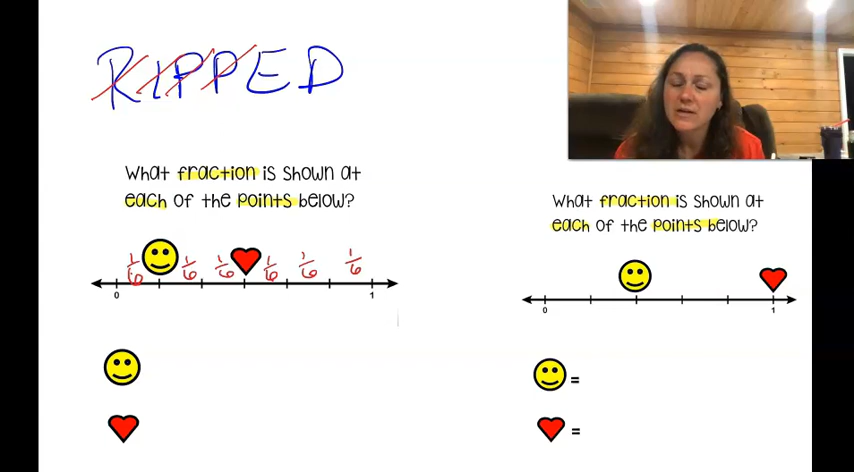 RIPPED
What fraction is shown at
each of the points below?
1/6 1/6 1/6 1/6 1/6 1/6
0 1
What fraction is shown at
each of the points below?
0 1
=
=